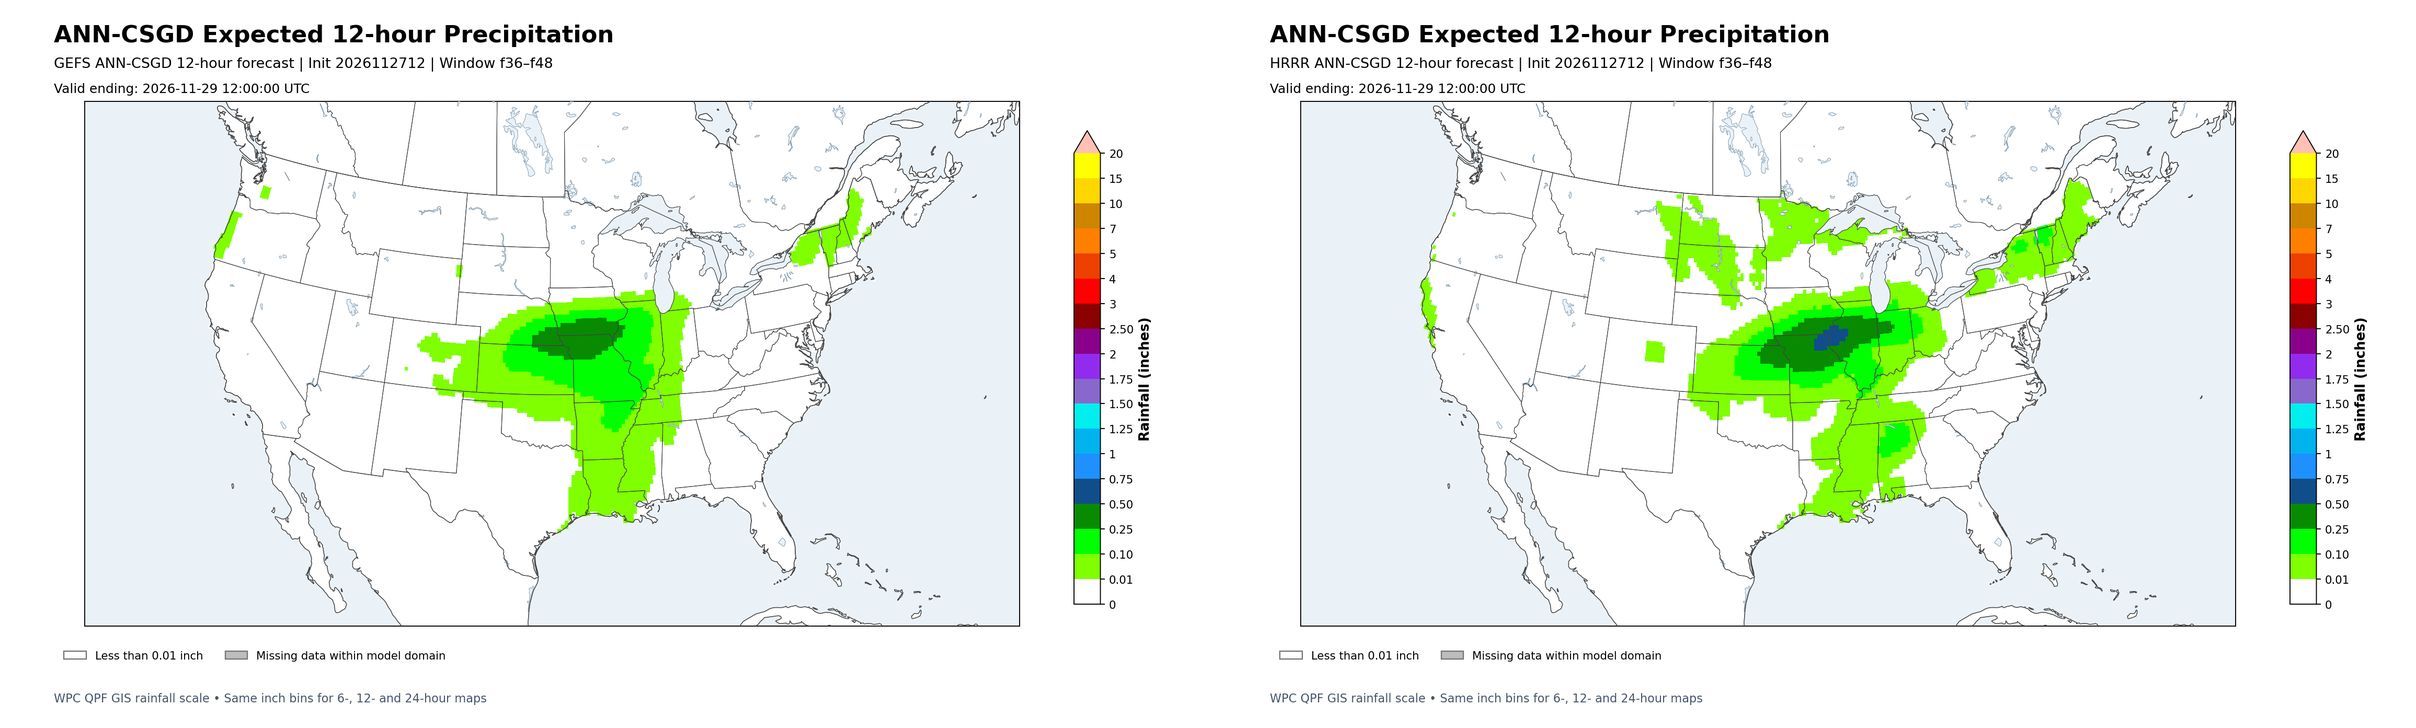 ANN-CSGD Expected 12-hour Precipitation
GEFS ANN-CSGD 12-hour forecast | Init 2026112712 | Window f36–f48
Valid ending: 2026-11-29 12:00:00 UTC
20
15
10
7
5
4
3
2.50
2
1.75
1.50
1.25
1
0.75
0.50
0.25
0.10
0.01
0
Rainfall (inches)
Less than 0.01 inch
Missing data within model domain
WPC QPF GIS rainfall scale • Same inch bins for 6-, 12- and 24-hour maps
ANN-CSGD Expected 12-hour Precipitation
HRRR ANN-CSGD 12-hour forecast | Init 2026112712 | Window f36–f48
Valid ending: 2026-11-29 12:00:00 UTC
20
15
10
7
5
4
3
2.50
2
1.75
1.50
1.25
1
0.75
0.50
0.25
0.10
0.01
0
Rainfall (inches)
Less than 0.01 inch
Missing data within model domain
WPC QPF GIS rainfall scale • Same inch bins for 6-, 12- and 24-hour maps